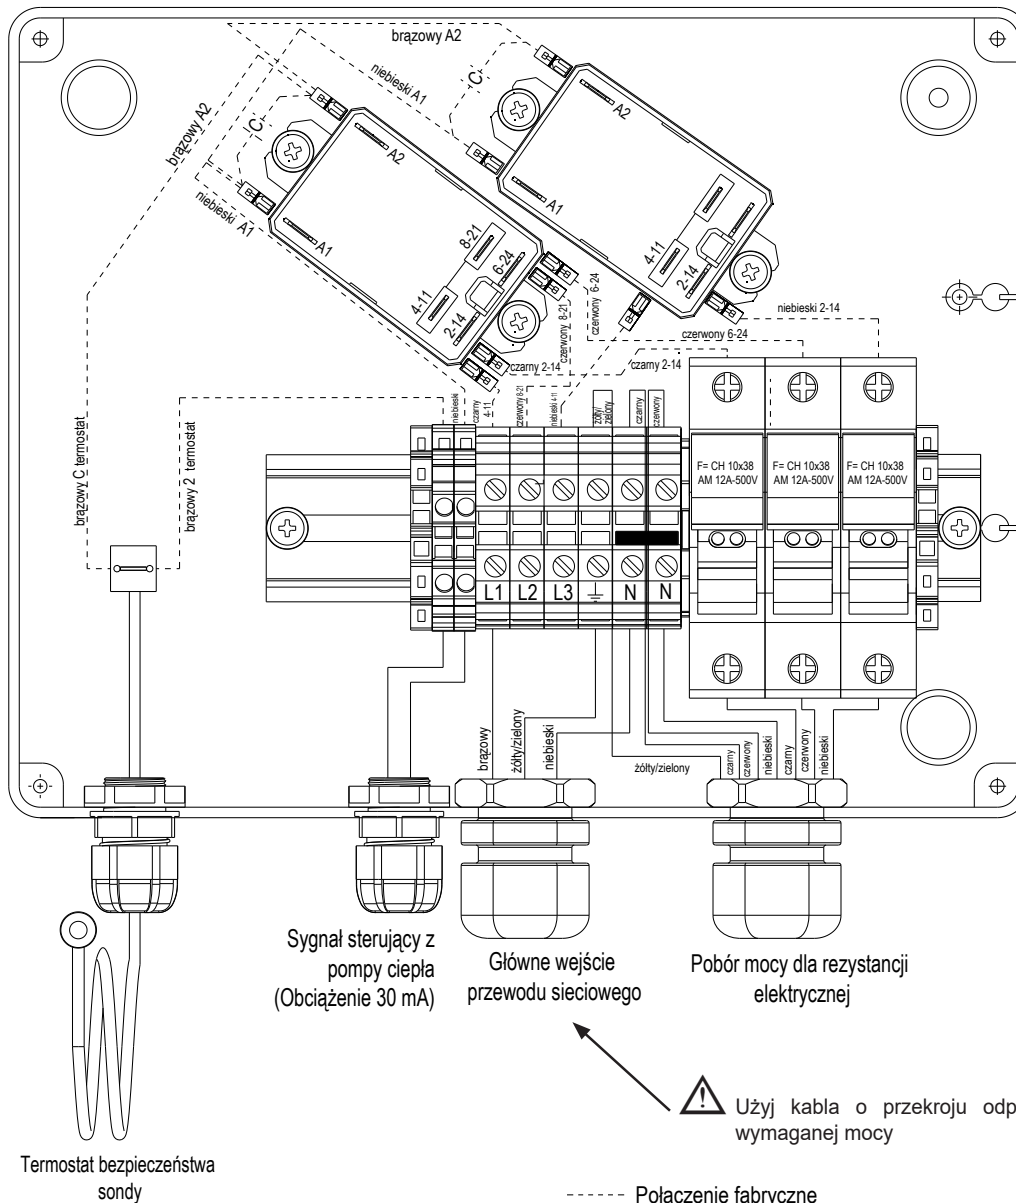 brązowy A2
C
niebieski A1
B
A2
B
brązowy A2
B
C
A2
B
A1
B
niebieski A1
A1
8-21
6-24
4-11
2-14
4-11
2-14
B
B
B
B
B
B
czerwony 6-24
czerwony 8-21
niebieski 2-14
czerwony 6-24
czarny 2-14
czarny 2-14
brązowy C termostat
brązowy 2 termostat
niebieski
czarny
4-11
czerwony 8-21
niebieski 4-11
żółty/
zielony
czarny
czerwony
F= CH 10x38
AM 12A-500V
F= CH 10x38
AM 12A-500V
F= CH 10x38
AM 12A-500V
L1
L2
L3
N
N
brązowy
żółty/zielony
niebieski
żółty/zielony
czarny
czerwony
niebieski
czarny
czerwony
niebieski
Sygnał sterujący z
pompy ciepła
(Obciążenie 30 mA)
Główne wejście
przewodu sieciowego
Pobór mocy dla rezystancji
elektrycznej
Użyj kabla o przekroju odp
wymaganej mocy
Termostat bezpieczeństwa
sondy
Połączenie fabryczne